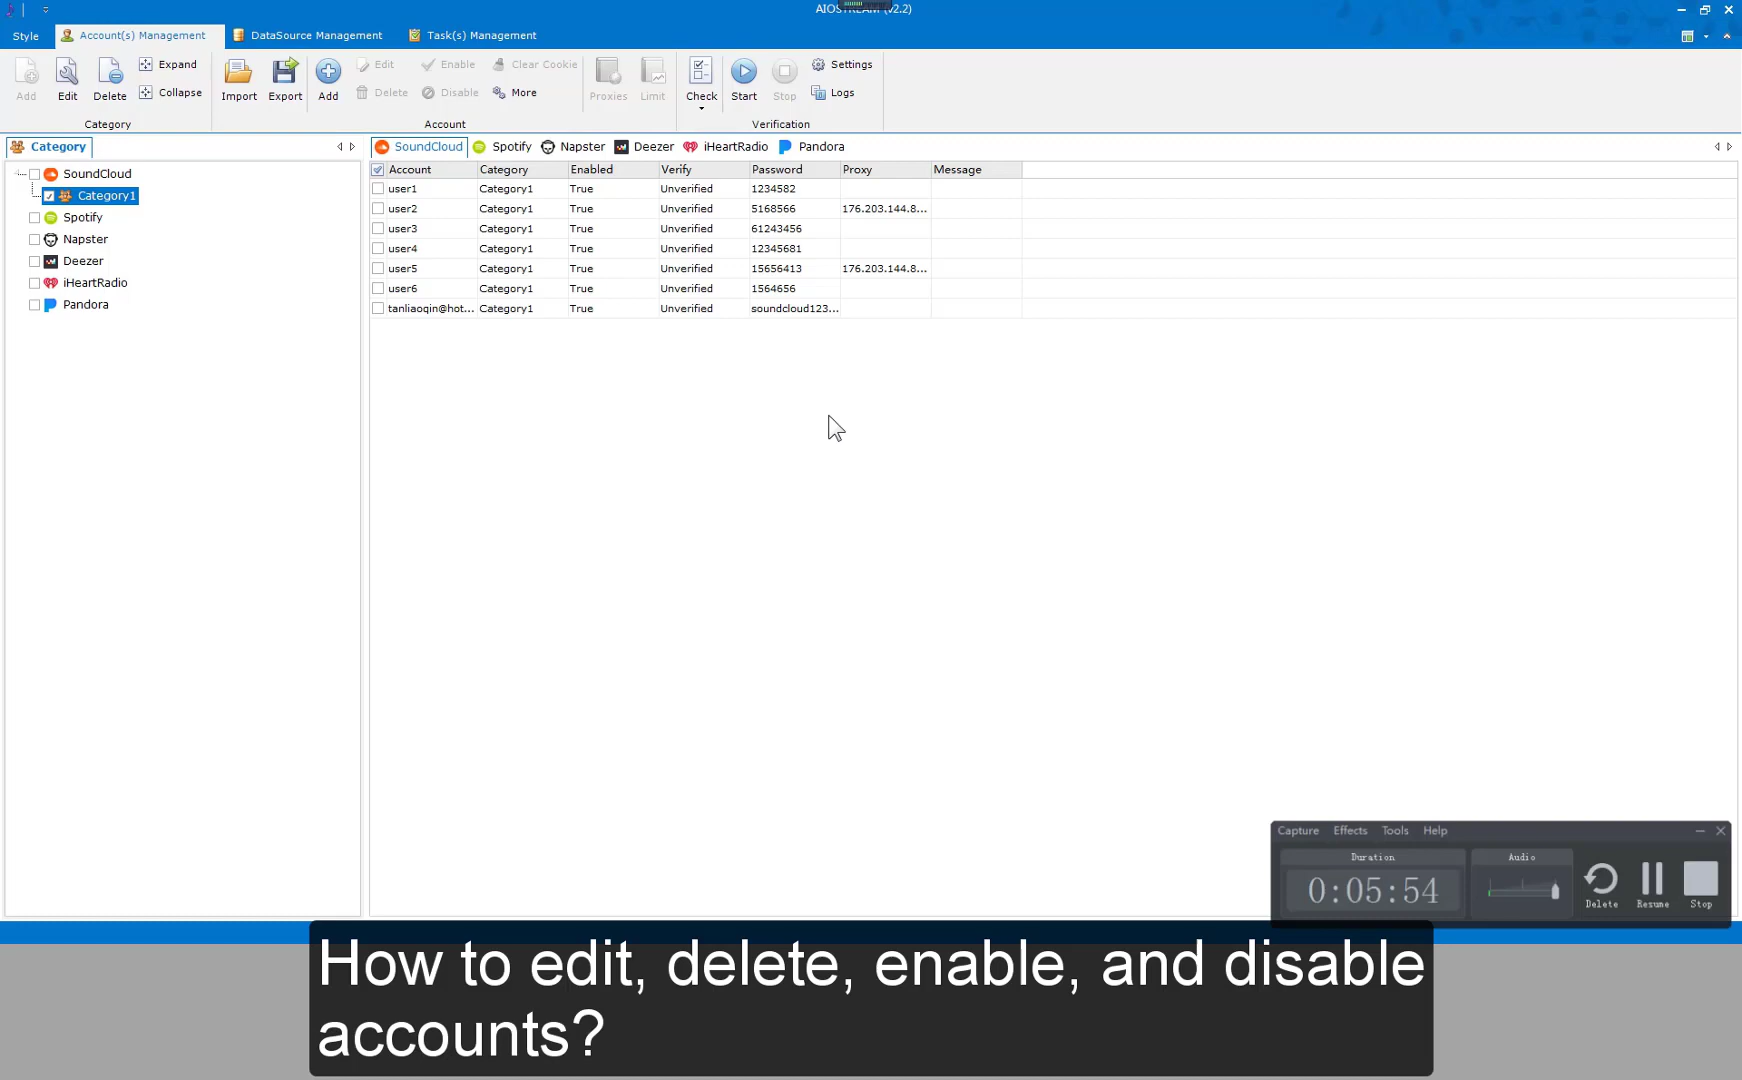 AIOSTREAM (v2.2)
Style
Account(s) Management
DataSource Management
Task(s) Management
Add
Edit
Delete
Expand
Collapse
Category
Import
Export
Add
Edit
Delete
Enable
Disable
Clear Cookie
More
Proxies
Limit
Account
Check
Start
Stop
Settings
Logs
Verification
Category
SoundCloud
Category1
Spotify
Napster
Deezer
iHeartRadio
Pandora
SoundCloud Spotify Napster Deezer iHeartRadio Pandora
Account Category Enabled Verify Password Proxy Message
user1 Category1 True Unverified 1234582
user2 Category1 True Unverified 5168566 176.203.144.8...
user3 Category1 True Unverified 61243456
user4 Category1 True Unverified 12345681
user5 Category1 True Unverified 15656413 176.203.144.8...
user6 Category1 True Unverified 1564656
tanliaoqin@hot... Category1 True Unverified soundcloud123...
Capture Effects Tools Help
Duration
0:05:54
Audio
Delete
Resume
Stop
How to edit, delete, enable, and disable
accounts?